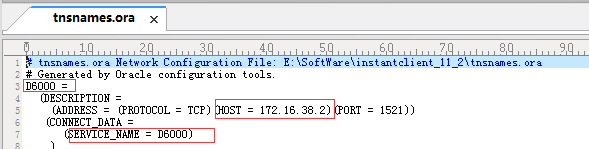 tnsnames.ora x
0 10 20 30 40 50 60 70 80 90
1 # tnsnames.ora Network Configuration File: E:\SoftWare\instantclient_11_2\tnsnames.ora
2 # Generated by Oracle configuration tools.
3 D6000 =
4 (DESCRIPTION =
5 (ADDRESS = (PROTOCOL = TCP) (HOST = 172.16.38.2) (PORT = 1521))
6 (CONNECT_DATA =
7 (SERVICE_NAME = D6000)
)